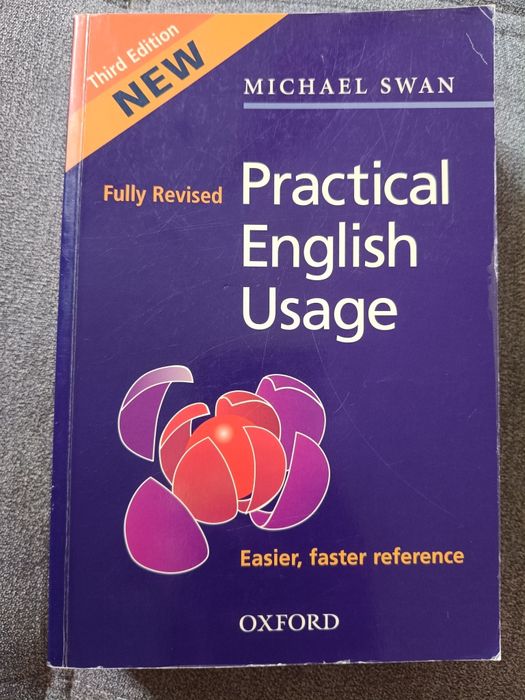 Third Edition
NEW
MICHAEL SWAN
Fully Revised
Practical
English
Usage
Easier, faster reference
OXFORD